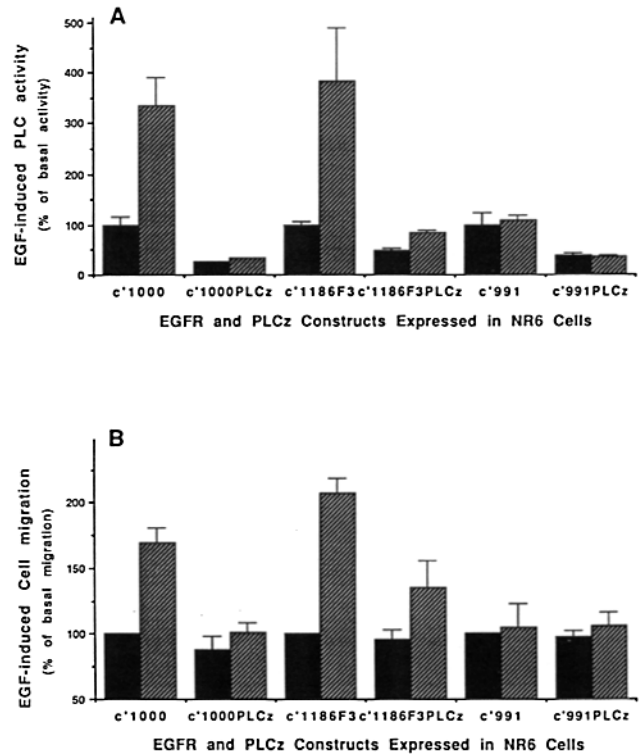 A
EGF-induced PLC activity
(% of basal activity)
500
400
300
200
100
0
c'1000 c'1000PLCz c'1186F3 c'1186F3PLCz c'991 c'991PLCz
EGFR and PLCz Constructs Expressed in NR6 Cells
B
EGF-induced Cell migration
(% of basal migration)
200
150
100
50
c'1000 c'1000PLCz c'1186F3 c'1186F3PLCz c'991 c'991PLCz
EGFR and PLCz Constructs Expressed in NR6 Cells